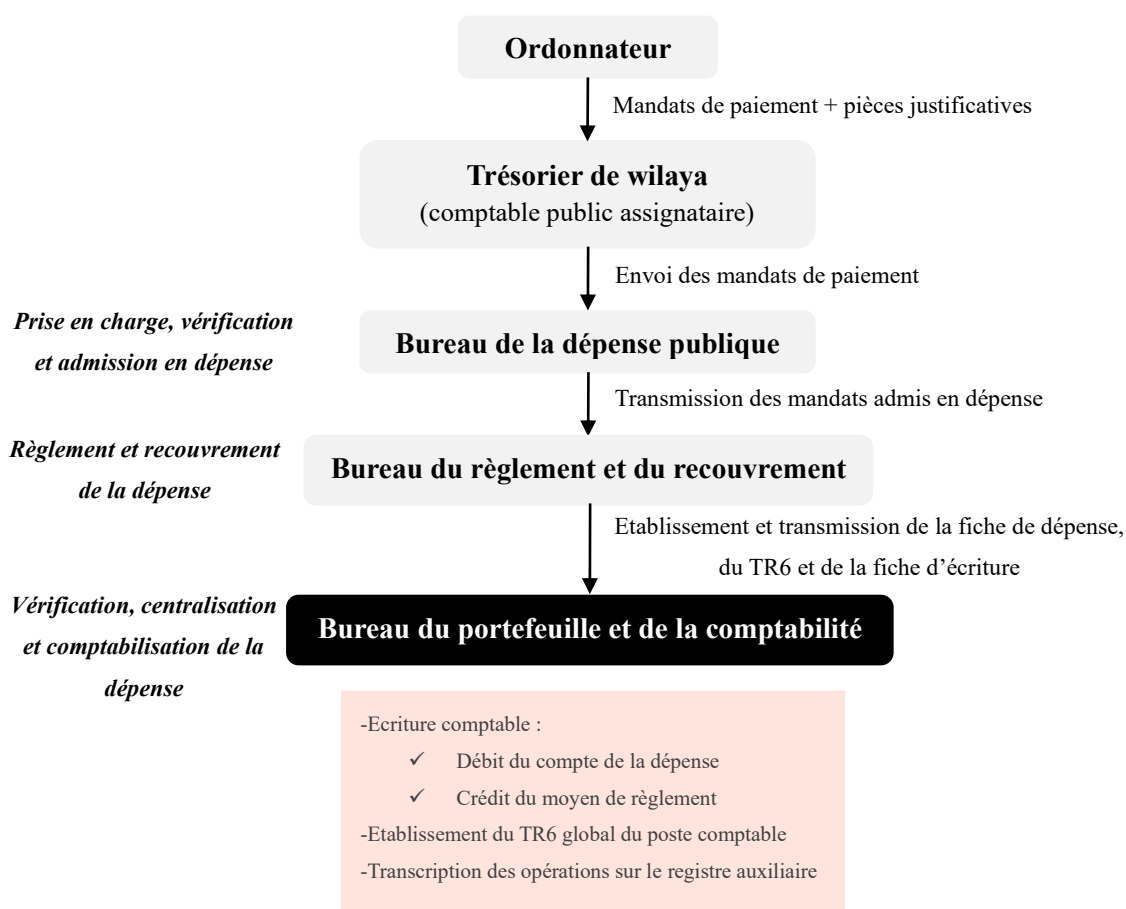 Ordonnateur
Mandats de paiement + pièces justificatives
Trésorier de wilaya
(comptable public assignataire)
Envoi des mandats de paiement
Prise en charge, vérification
et admission en dépense
Bureau de la dépense publique
Transmission des mandats admis en dépense
Règlement et recouvrement
de la dépense
Bureau du règlement et du recouvrement
Etablissement et transmission de la fiche de dépense,
du TR6 et de la fiche d’écriture
Vérification, centralisation
et comptabilisation de la
dépense
Bureau du portefeuille et de la comptabilité
-Ecriture comptable :
✓ Débit du compte de la dépense
✓ Crédit du moyen de règlement
-Etablissement du TR6 global du poste comptable
-Transcription des opérations sur le registre auxiliaire